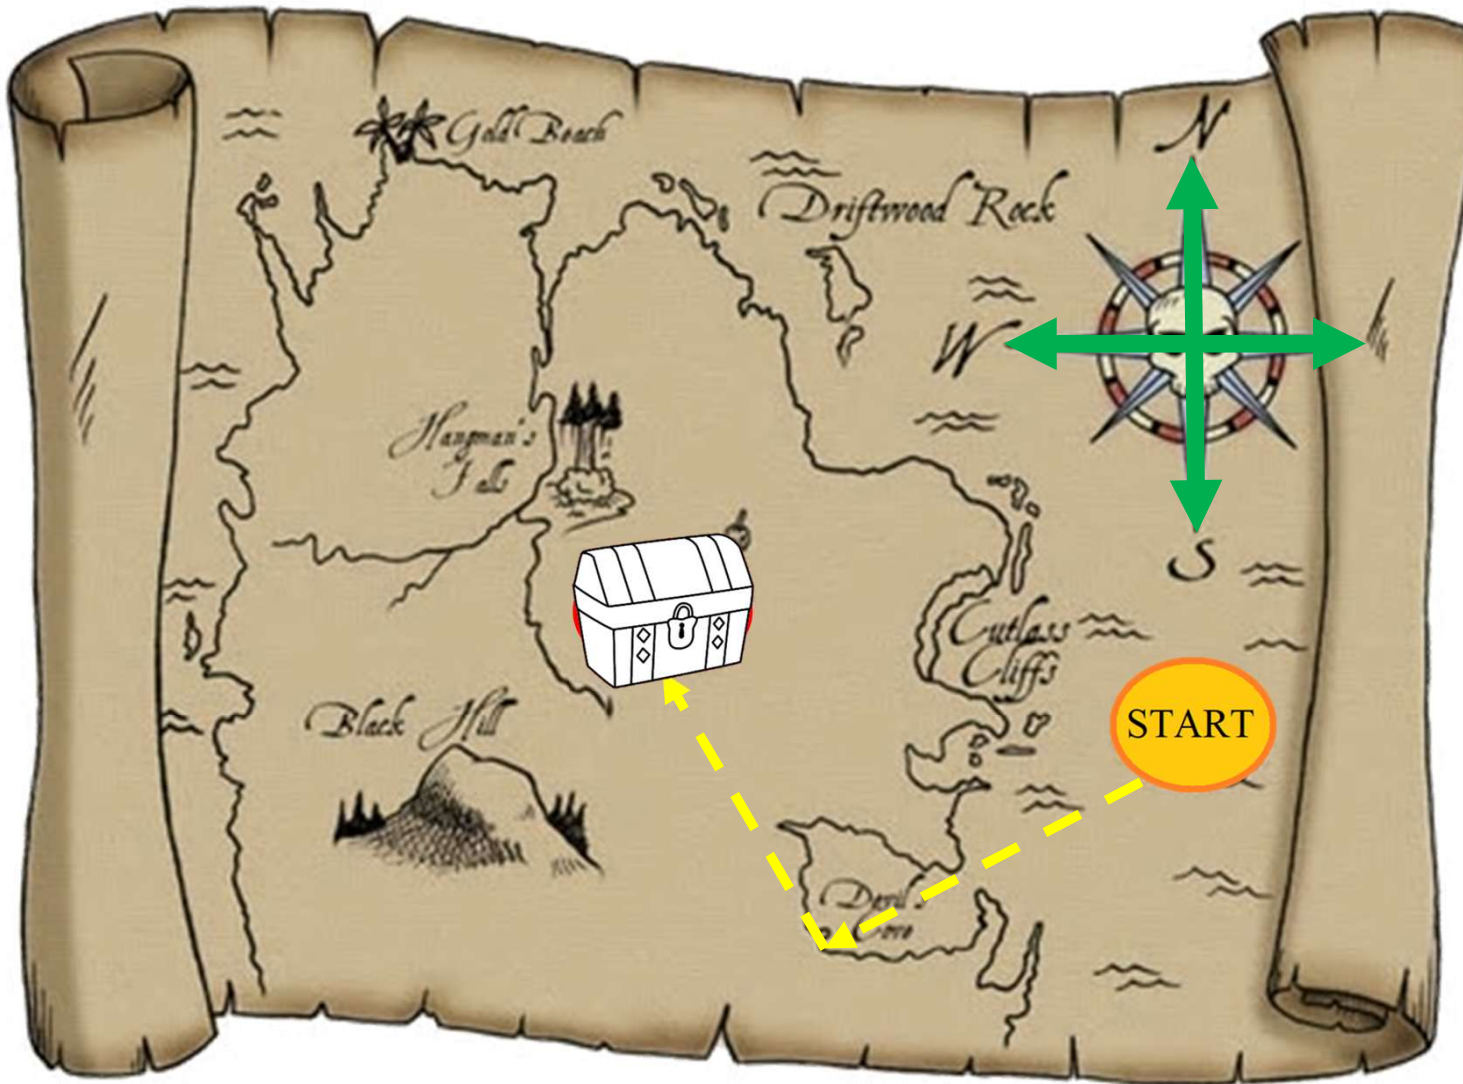 Gold Beach
N
Driftwood Rock
W
Hangman's
Falls
S
Cutlass
Cliffs
START
Black Hill
Devil's
Cove